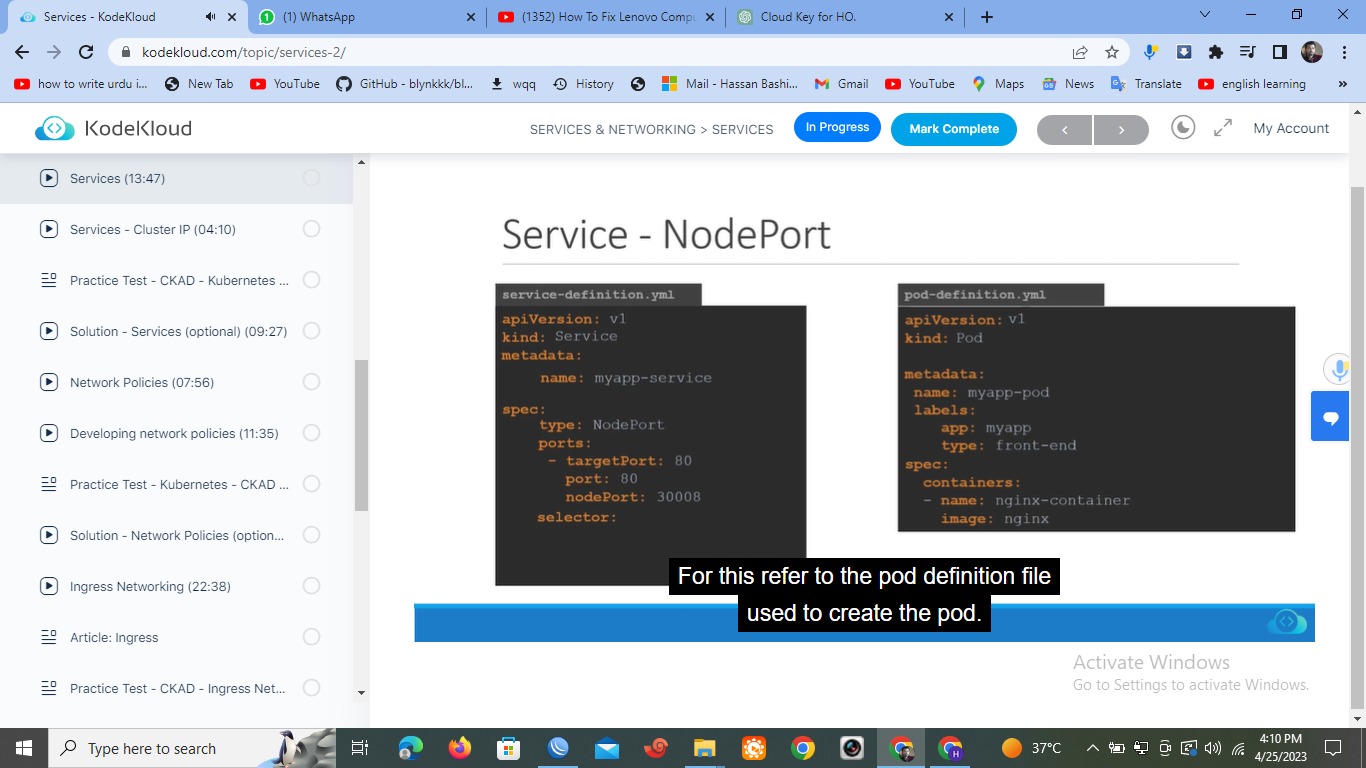 Services - KodeKloud
(1) WhatsApp
(1352) How To Fix Lenovo Compu
Cloud Key for HO.
kodekloud.com/topic/services-2/
how to write urdu i...
New Tab
YouTube
GitHub - blynkkk/bl...
wqq
History
Mail - Hassan Bashi...
Gmail
YouTube
Maps
News
Translate
english learning
»
KodeKloud
SERVICES & NETWORKING > SERVICES
In Progress
Mark Complete
My Account
Services (13:47)
Services - Cluster IP (04:10)
Practice Test - CKAD - Kubernetes ...
Solution - Services (optional) (09:27)
Network Policies (07:56)
Developing network policies (11:35)
Practice Test - Kubernetes - CKAD ...
Solution - Network Policies (option...
Ingress Networking (22:38)
Article: Ingress
Practice Test - CKAD - Ingress Net...
Service - NodePort
service-definition.yml
apiVersion: v1
kind: Service
metadata:
name: myapp-service
spec:
type: NodePort
ports:
- targetPort: 80
port: 80
nodePort: 30008
selector:
pod-definition.yml
apiVersion: v1
kind: Pod
metadata:
name: myapp-pod
labels:
app: myapp
type: front-end
spec:
containers:
- name: nginx-container
image: nginx
For this refer to the pod definition file
used to create the pod.
Activate Windows
Go to Settings to activate Windows.
Type here to search
37°C
4:10 PM
4/25/2023